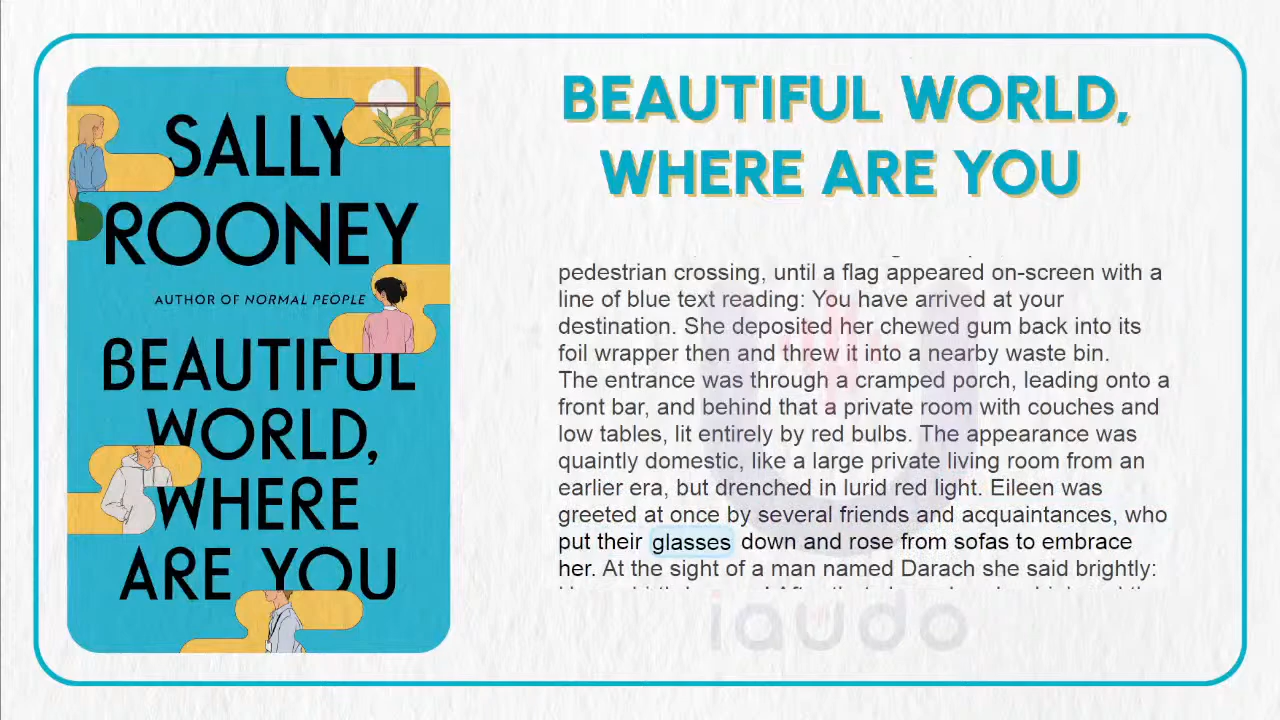 SALLY
ROONEY
AUTHOR OF NORMAL PEOPLE
BEAUTIFUL
WORLD,
WHERE
ARE YOU
BEAUTIFUL WORLD,
WHERE ARE YOU
pedestrian crossing, until a flag appeared on-screen with a
line of blue text reading: You have arrived at your
destination. She deposited her chewed gum back into its
foil wrapper then and threw it into a nearby waste bin.
The entrance was through a cramped porch, leading onto a
front bar, and behind that a private room with couches and
low tables, lit entirely by red bulbs. The appearance was
quaintly domestic, like a large private living room from an
earlier era, but drenched in lurid red light. Eileen was
greeted at once by several friends and acquaintances, who
put their glasses down and rose from sofas to embrace
her. At the sight of a man named Darach she said brightly:
iaudo